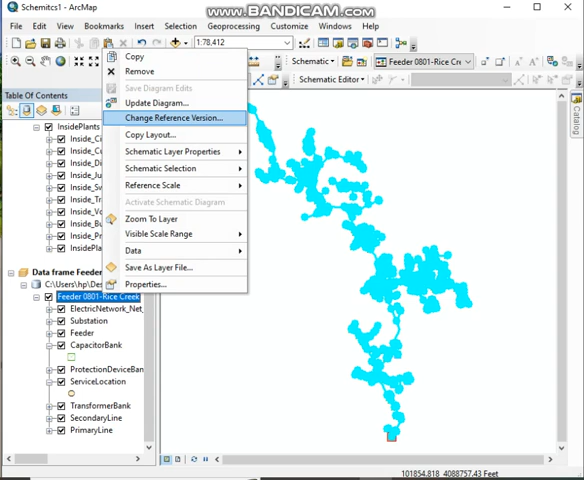 Schemitcs1 - ArcMap
www.BANDICAM.com
File Edit View Bookmarks Insert Selection Geoprocessing Customize Windows Help
1:78,412
Schematic Feeder 0801-Rice Cre
Schematic Editor
Table Of Contents
InsidePlants
Inside_Ci
Inside_De
Inside_Di
Inside_Ju
Inside_Sw
Inside_Tra
Inside_Vo
Inside_Bu
Inside_Pr
InsidePla
Data frame Feeder
C:\Users\hp\Des
Feeder 0801-Rice Creek
ElectricNetwork_Net
Substation
Feeder
CapacitorBank
ProtectionDeviceBan
ServiceLocation
TransformerBank
SecondaryLine
PrimaryLine
Copy
Remove
Save Diagram Edits
Update Diagram...
Change Reference Version...
Copy Layout...
Schematic Layer Properties
Schematic Selection
Reference Scale
Activate Schematic Diagram
Zoom To Layer
Visible Scale Range
Data
Save As Layer File...
Properties...
Catalog
101854.818 4088757.43 Feet